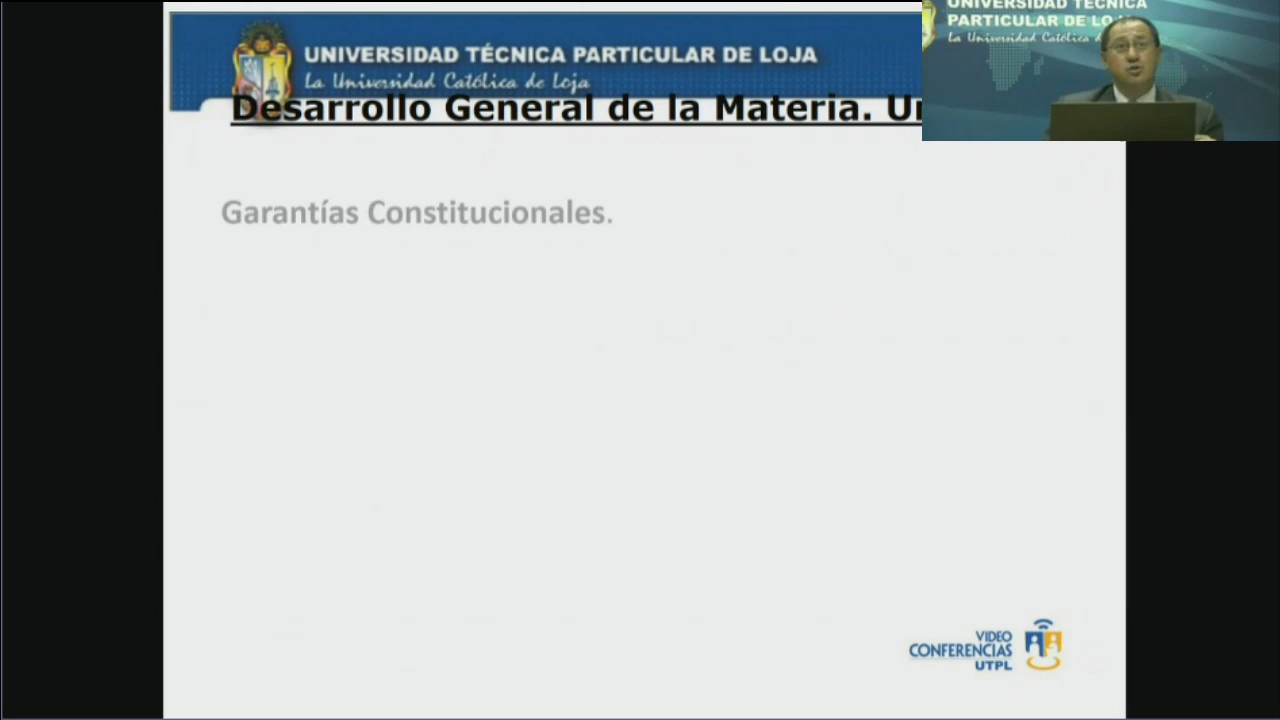 UNIVERSIDAD TÉCNICA PARTICULAR DE LOJA
La Universidad Católica de Loja
Desarrollo General de la Materia.
UNIVERSIDAD TÉCNICA
PARTICULAR DE LOJA
La Universidad Católica d
Garantías Constitucionales.
VIDEO
CONFERENCIAS
UTPL